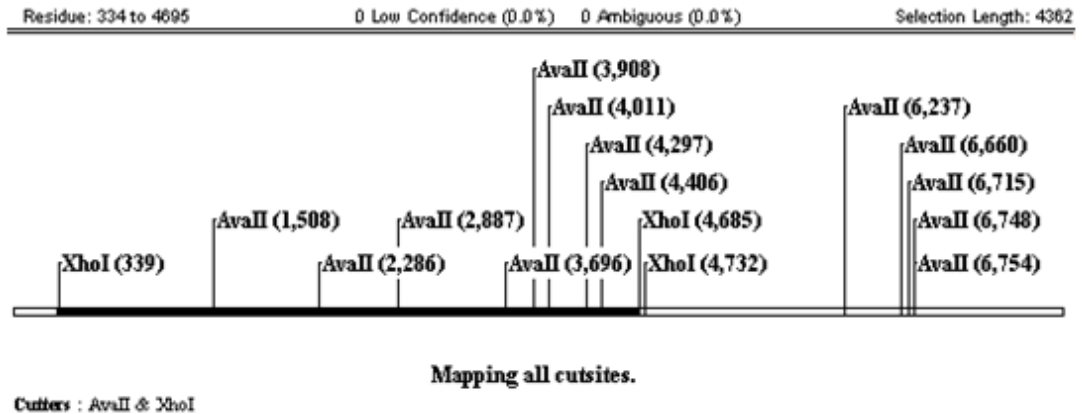 Residue: 334 to 4695 0 Low Confidence (0.0%) 0 Ambiguous (0.0%) Selection Length: 4362
AvaII (3,908)
AvaII (4,011) AvaII (6,237)
AvaII (4,297) AvaII (6,660)
AvaII (4,406) AvaII (6,715)
AvaII (1,508) AvaII (2,887) XhoI (4,685) AvaII (6,748)
XhoI (339) AvaII (2,286) AvaII (3,696) XhoI (4,732) AvaII (6,754)
Mapping all cutsites.
Cutters : AvaII & XhoI